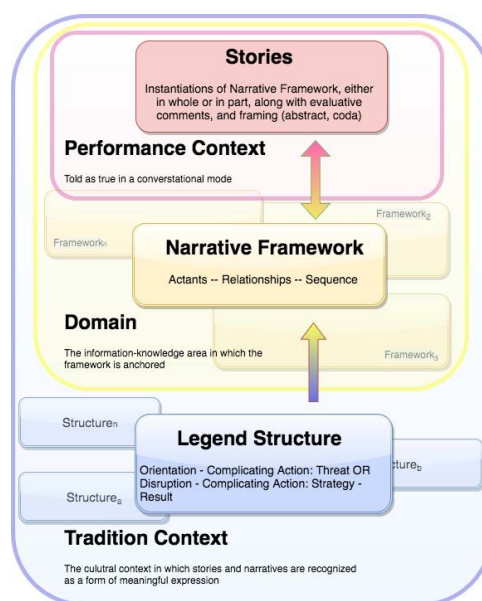 Stories
Instantiations of Narrative Framework, either
in whole or in part, along with evaluative
comments, and framing (abstract, coda)
Performance Context
Told as true in a converstational mode
Framework2
Frameworkn
Narrative Framework
Actants -- Relationships -- Sequence
Domain
The information-knowledge area in which the
framework is anchored
Framework3
Structuren
Legend Structure
Orientation - Complicating Action: Threat OR
Disruption - Complicating Action: Strategy -
Result
ctureb
Structurea
Tradition Context
The culutral context in which stories and narratives are recognized
as a form of meaningful expression